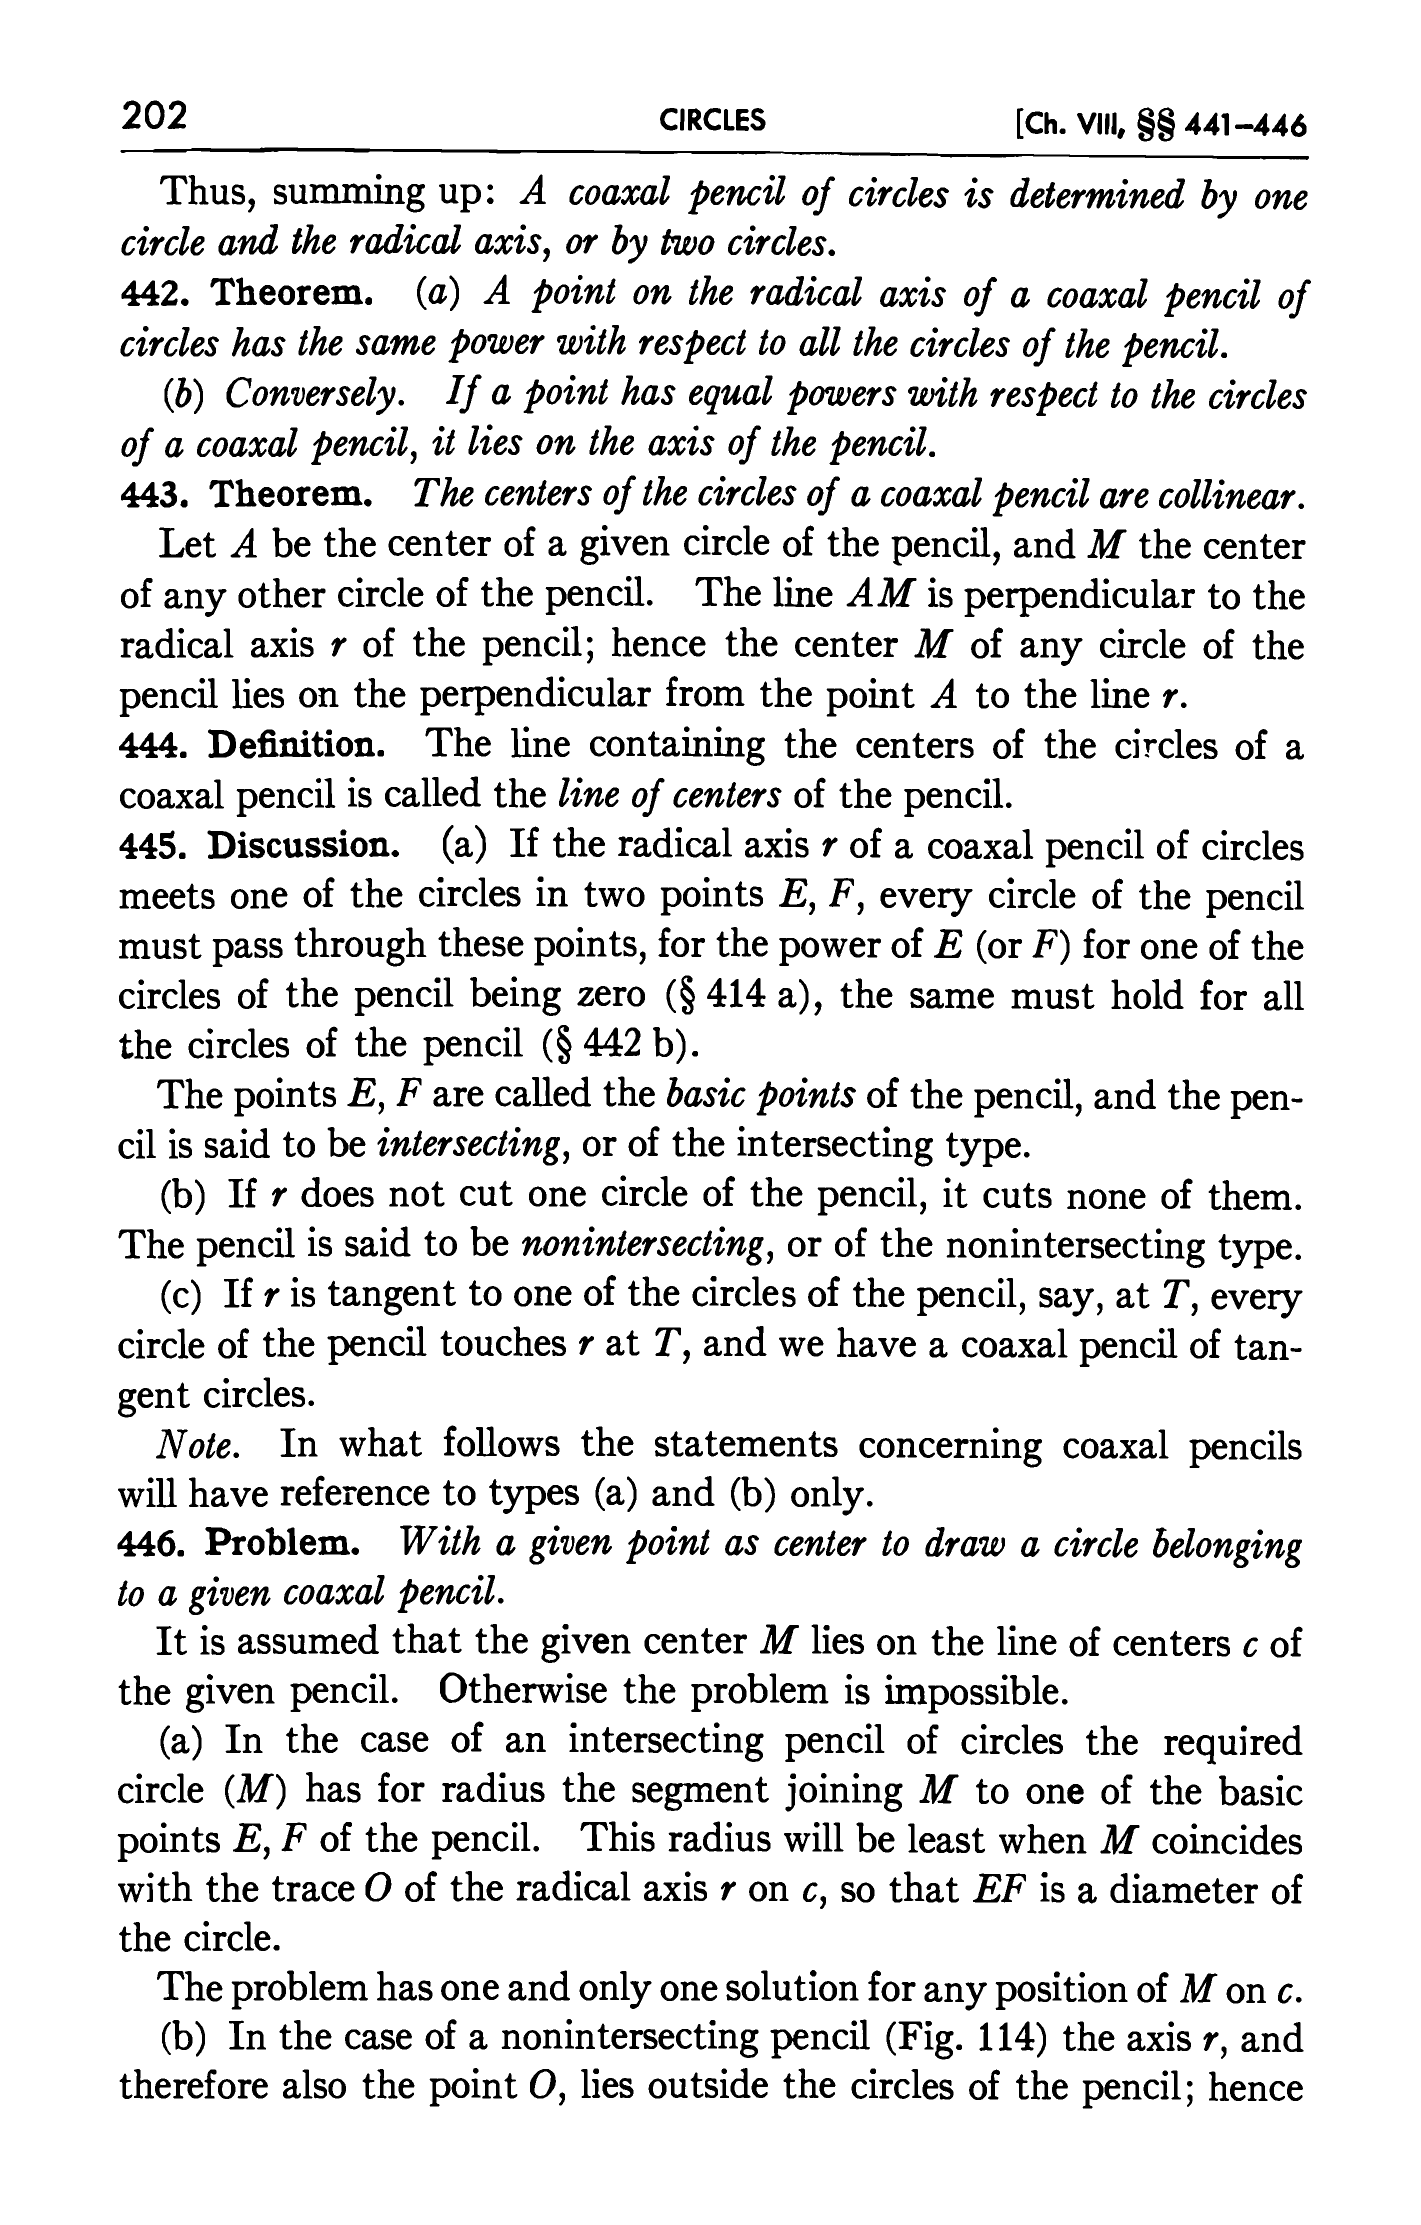 202 CIRCLES [Ch. VIII, §§ 441–446
Thus, summing up: A coaxal pencil of circles is determined by one
circle and the radical axis, or by two circles.
442. Theorem. (a) A point on the radical axis of a coaxal pencil of
circles has the same power with respect to all the circles of the pencil.
(b) Conversely. If a point has equal powers with respect to the circles
of a coaxal pencil, it lies on the axis of the pencil.
443. Theorem. The centers of the circles of a coaxal pencil are collinear.
Let A be the center of a given circle of the pencil, and M the center
of any other circle of the pencil. The line AM is perpendicular to the
radical axis r of the pencil; hence the center M of any circle of the
pencil lies on the perpendicular from the point A to the line r.
444. Definition. The line containing the centers of the circles of a
coaxal pencil is called the line of centers of the pencil.
445. Discussion. (a) If the radical axis r of a coaxal pencil of circles
meets one of the circles in two points E, F, every circle of the pencil
must pass through these points, for the power of E (or F) for one of the
circles of the pencil being zero (§ 414 a), the same must hold for all
the circles of the pencil (§ 442 b).
The points E, F are called the basic points of the pencil, and the pen-
cil is said to be intersecting, or of the intersecting type.
(b) If r does not cut one circle of the pencil, it cuts none of them.
The pencil is said to be nonintersecting, or of the nonintersecting type.
(c) If r is tangent to one of the circles of the pencil, say, at T, every
circle of the pencil touches r at T, and we have a coaxal pencil of tan-
gent circles.
Note. In what follows the statements concerning coaxal pencils
will have reference to types (a) and (b) only.
446. Problem. With a given point as center to draw a circle belonging
to a given coaxal pencil.
It is assumed that the given center M lies on the line of centers c of
the given pencil. Otherwise the problem is impossible.
(a) In the case of an intersecting pencil of circles the required
circle (M) has for radius the segment joining M to one of the basic
points E, F of the pencil. This radius will be least when M coincides
with the trace O of the radical axis r on c, so that EF is a diameter of
the circle.
The problem has one and only one solution for any position of M on c.
(b) In the case of a nonintersecting pencil (Fig. 114) the axis r, and
therefore also the point O, lies outside the circles of the pencil; hence